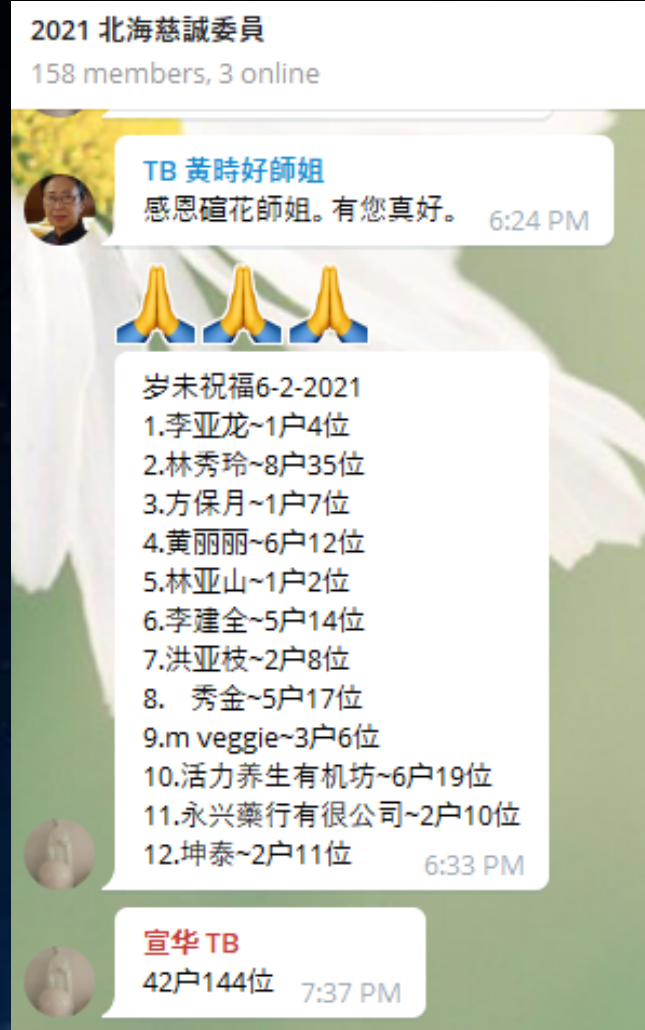 2021 北海慈誠委員
158 members, 3 online
TB 黃時好師姐
感恩碹花師姐。有您真好。 6:24 PM
岁未祝福6-2-2021
1.李亚龙~1户4位
2.林秀玲~8户35位
3.方保月~1户7位
4.黄丽丽~6户12位
5.林亚山~1户2位
6.李建全~5户14位
7.洪亚枝~2户8位
8. 秀金~5户17位
9.m veggie~3户6位
10.活力养生有机坊~6户19位
11.永兴藥行有很公司~2户10位
12.坤泰~2户11位 6:33 PM
宣华 TB
42户144位 7:37 PM